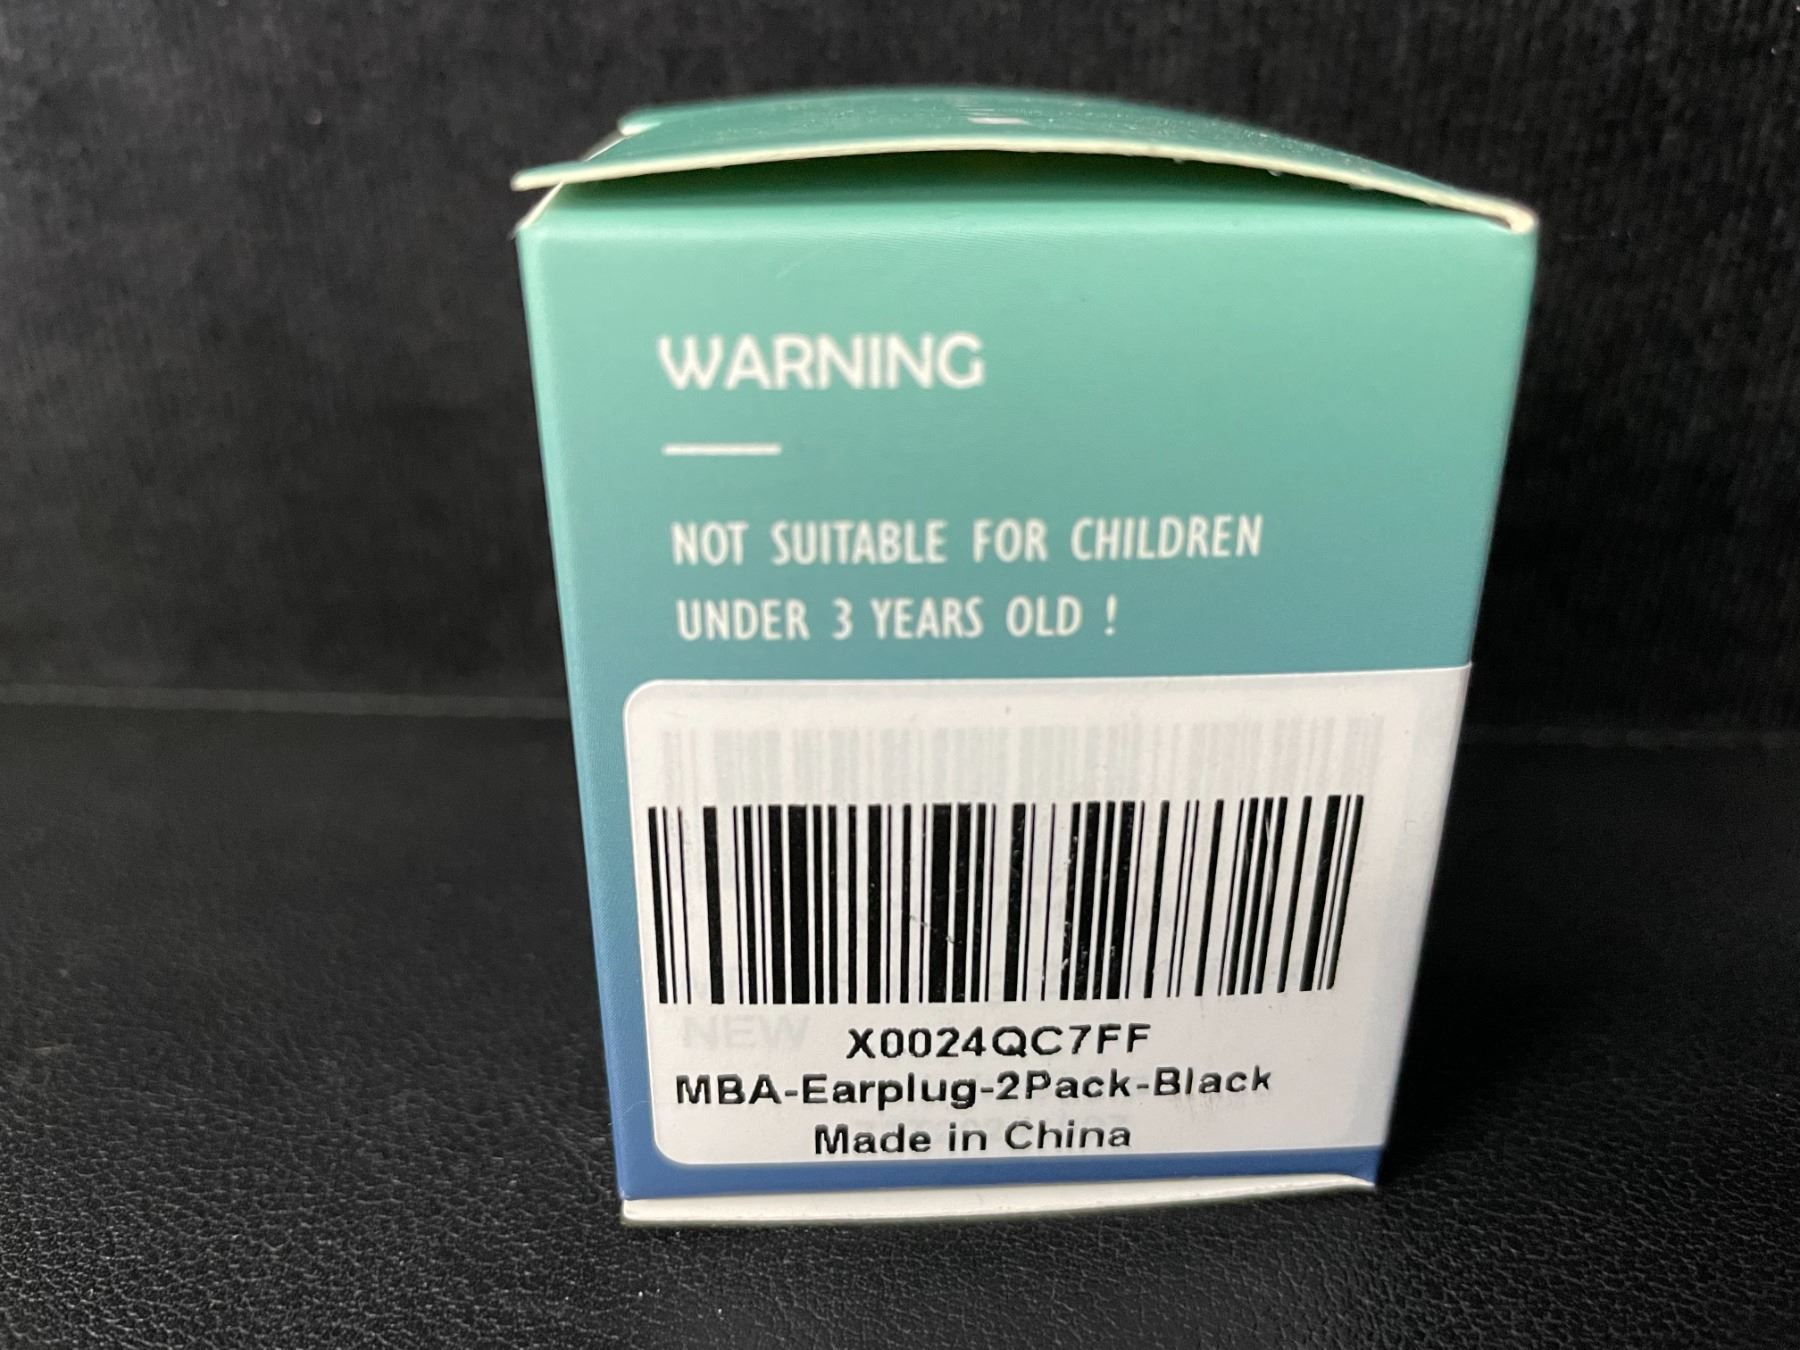 WARNING
NOT SUITABLE FOR CHILDREN
UNDER 3 YEARS OLD !
NEW
X0024QC7FF
MBA-Earplug-2Pack-Black
Made in China